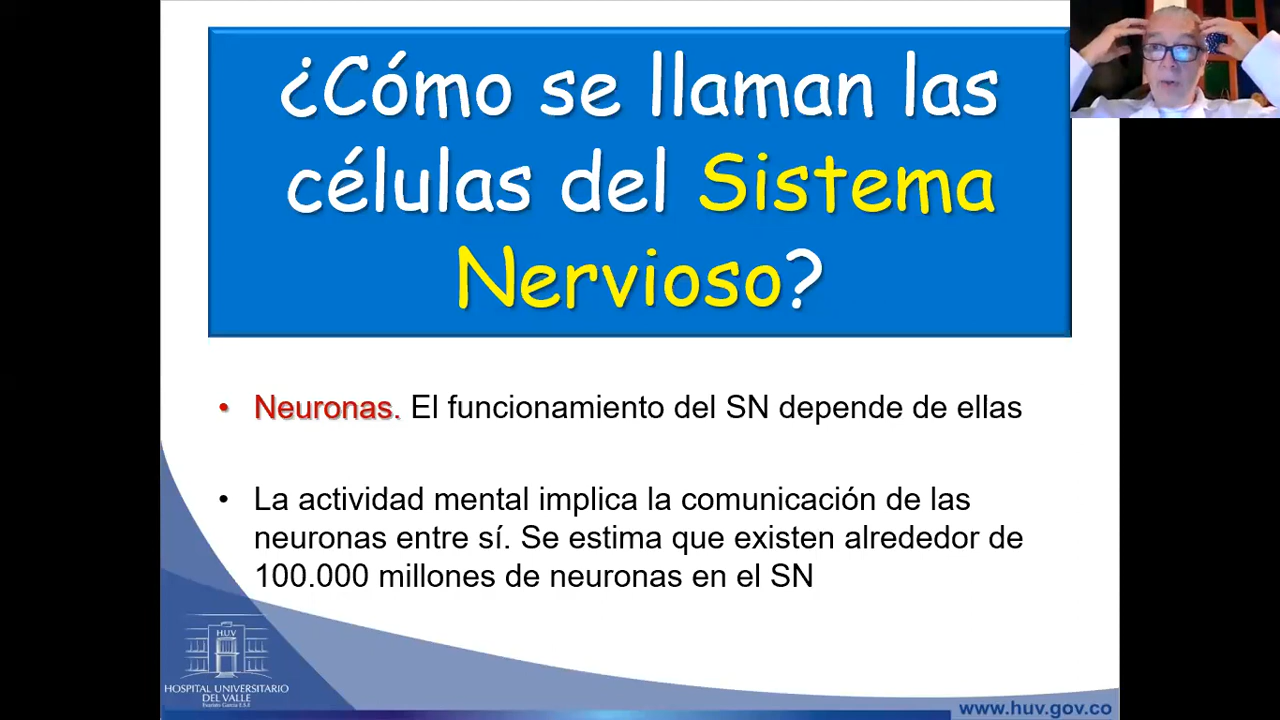 ¿Cómo se llaman las
células del Sistema
Nervioso?
• Neuronas. El funcionamiento del SN depende de ellas
• La actividad mental implica la comunicación de las
neuronas entre sí. Se estima que existen alrededor de
100.000 millones de neuronas en el SN
HUV
HOSPITAL UNIVERSITARIO
DEL VALLE
Evaristo García E.S.E
www.huv.gov.co